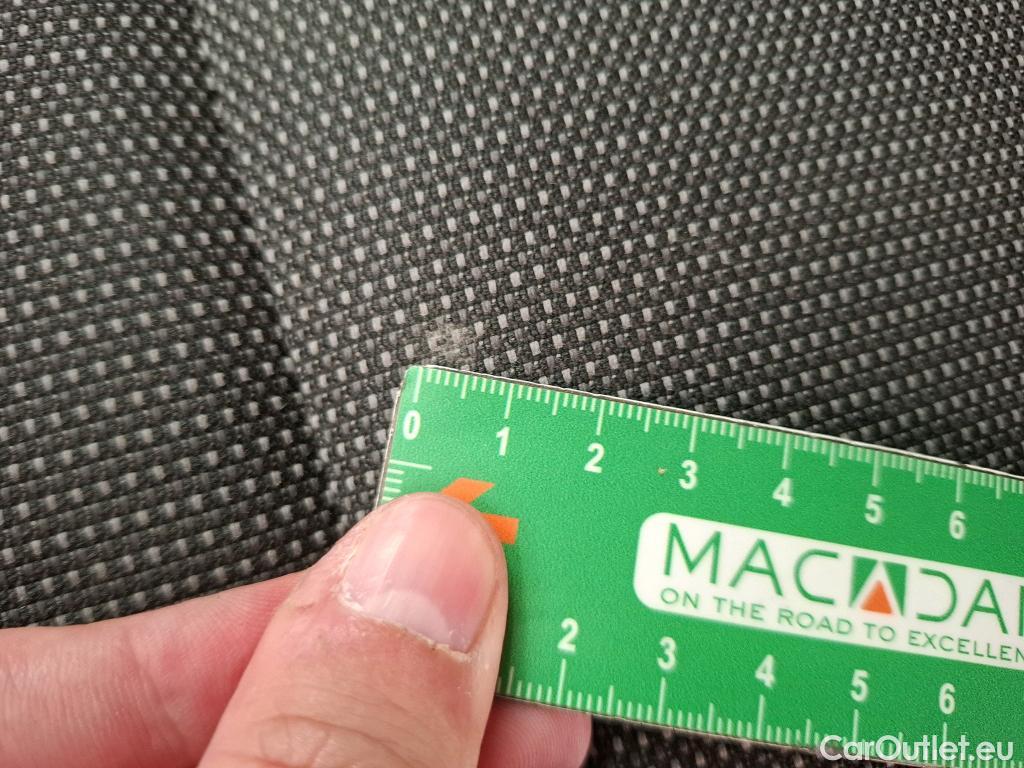 0 1 2 3 4 5 6
MACADAM
ON THE ROAD TO EXCELLEN
2 3 4 5 6
CarOutlet.eu